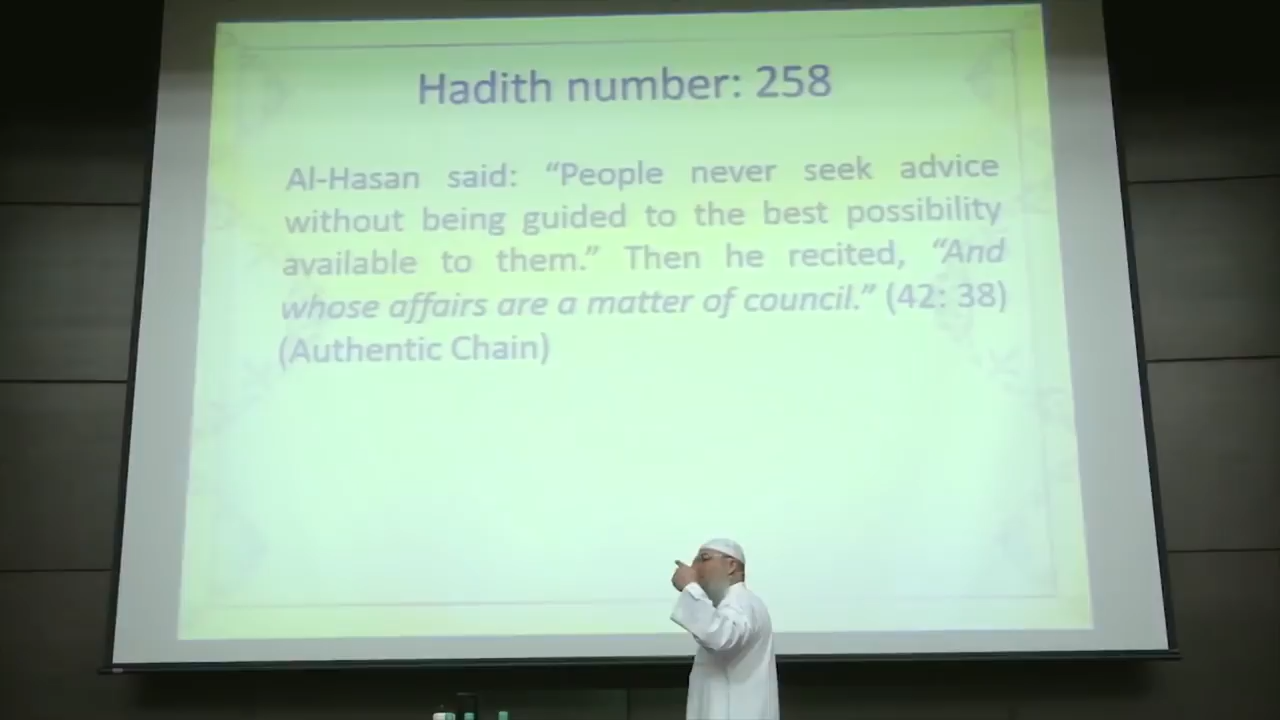 Hadith number: 258
Al-Hasan said: “People never seek advice
without being guided to the best possibility
available to them.” Then he recited, “And
whose affairs are a matter of council.” (42: 38)
(Authentic Chain)